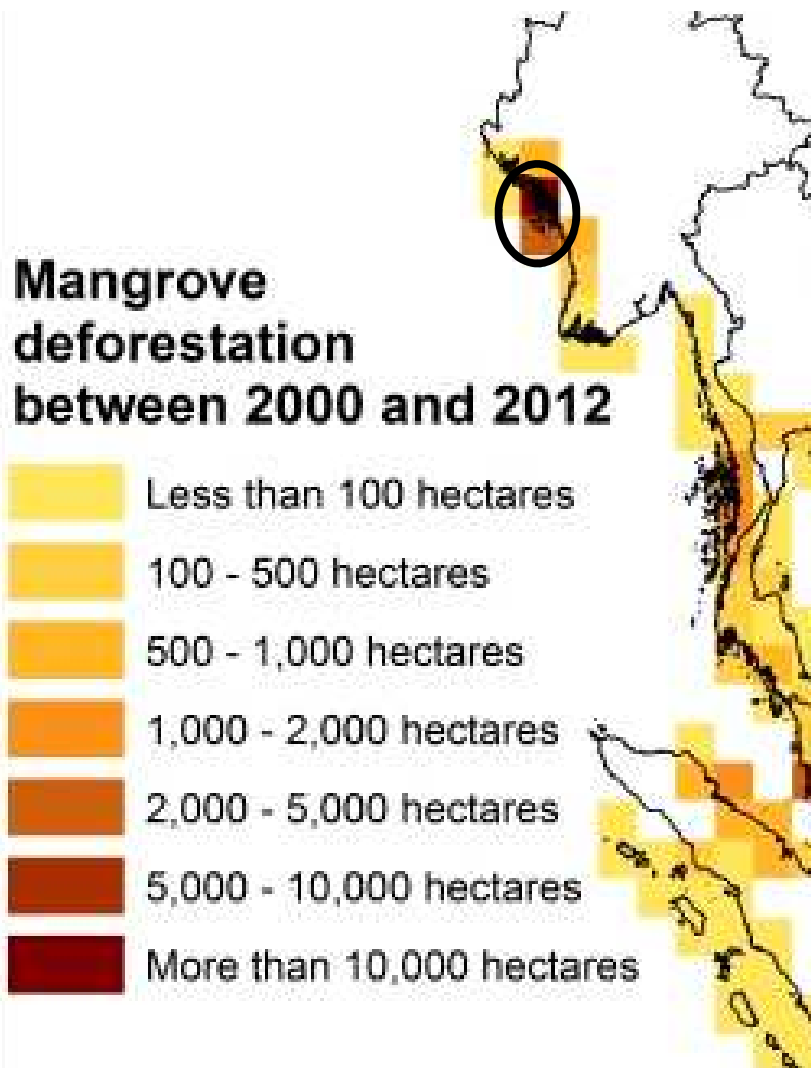 Mangrove
deforestation
between 2000 and 2012
Less than 100 hectares
100 - 500 hectares
500 - 1,000 hectares
1,000 - 2,000 hectares
2,000 - 5,000 hectares
5,000 - 10,000 hectares
More than 10,000 hectares